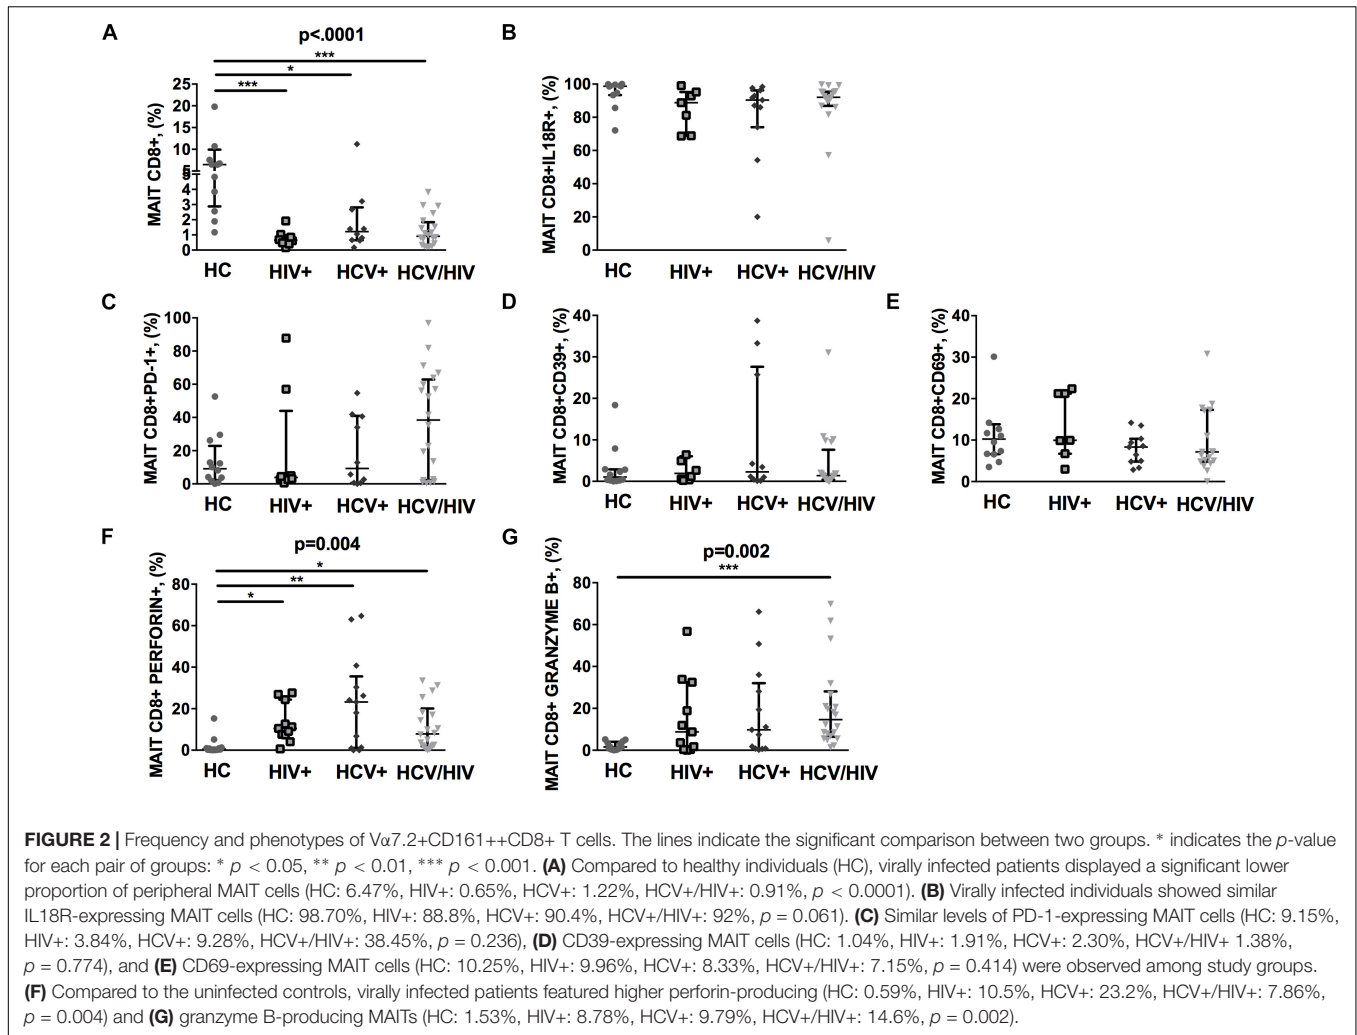 A
p<.0001
***
*
***
MAIT CD8+, (%)
25
20
15
10
5
5
4
3
2
1
0
HC
HIV+
HCV+
HCV/HIV
B
MAIT CD8+IL18R+, (%)
100
80
60
40
20
0
HC
HIV+
HCV+
HCV/HIV
C
MAIT CD8+PD-1+, (%)
100
80
60
40
20
0
HC
HIV+
HCV+
HCV/HIV
D
MAIT CD8+CD39+, (%)
40
30
20
10
0
HC
HIV+
HCV+
HCV/HIV
E
MAIT CD8+CD69+, (%)
40
30
20
10
0
HC
HIV+
HCV+
HCV/HIV
F
p=0.004
*
**
*
MAIT CD8+ PERFORIN+, (%)
80
60
40
20
0
HC
HIV+
HCV+
HCV/HIV
G
p=0.002
***
MAIT CD8+ GRANZYME B+, (%)
80
60
40
20
0
HC
HIV+
HCV+
HCV/HIV
FIGURE 2 | Frequency and phenotypes of Vα7.2+CD161++CD8+ T cells. The lines indicate the significant comparison between two groups. * indicates the p-value
for each pair of groups: * p < 0.05, ** p < 0.01, *** p < 0.001. (A) Compared to healthy individuals (HC), virally infected patients displayed a significant lower
proportion of peripheral MAIT cells (HC: 6.47%, HIV+: 0.65%, HCV+: 1.22%, HCV+/HIV+: 0.91%, p < 0.0001). (B) Virally infected individuals showed similar
IL18R-expressing MAIT cells (HC: 98.70%, HIV+: 88.8%, HCV+: 90.4%, HCV+/HIV+: 92%, p = 0.061). (C) Similar levels of PD-1-expressing MAIT cells (HC: 9.15%,
HIV+: 3.84%, HCV+: 9.28%, HCV+/HIV+: 38.45%, p = 0.236), (D) CD39-expressing MAIT cells (HC: 1.04%, HIV+: 1.91%, HCV+: 2.30%, HCV+/HIV+ 1.38%,
p = 0.774), and (E) CD69-expressing MAIT cells (HC: 10.25%, HIV+: 9.96%, HCV+: 8.33%, HCV+/HIV+: 7.15%, p = 0.414) were observed among study groups.
(F) Compared to the uninfected controls, virally infected patients featured higher perforin-producing (HC: 0.59%, HIV+: 10.5%, HCV+: 23.2%, HCV+/HIV+: 7.86%,
p = 0.004) and (G) granzyme B-producing MAITs (HC: 1.53%, HIV+: 8.78%, HCV+: 9.79%, HCV+/HIV+: 14.6%, p = 0.002).